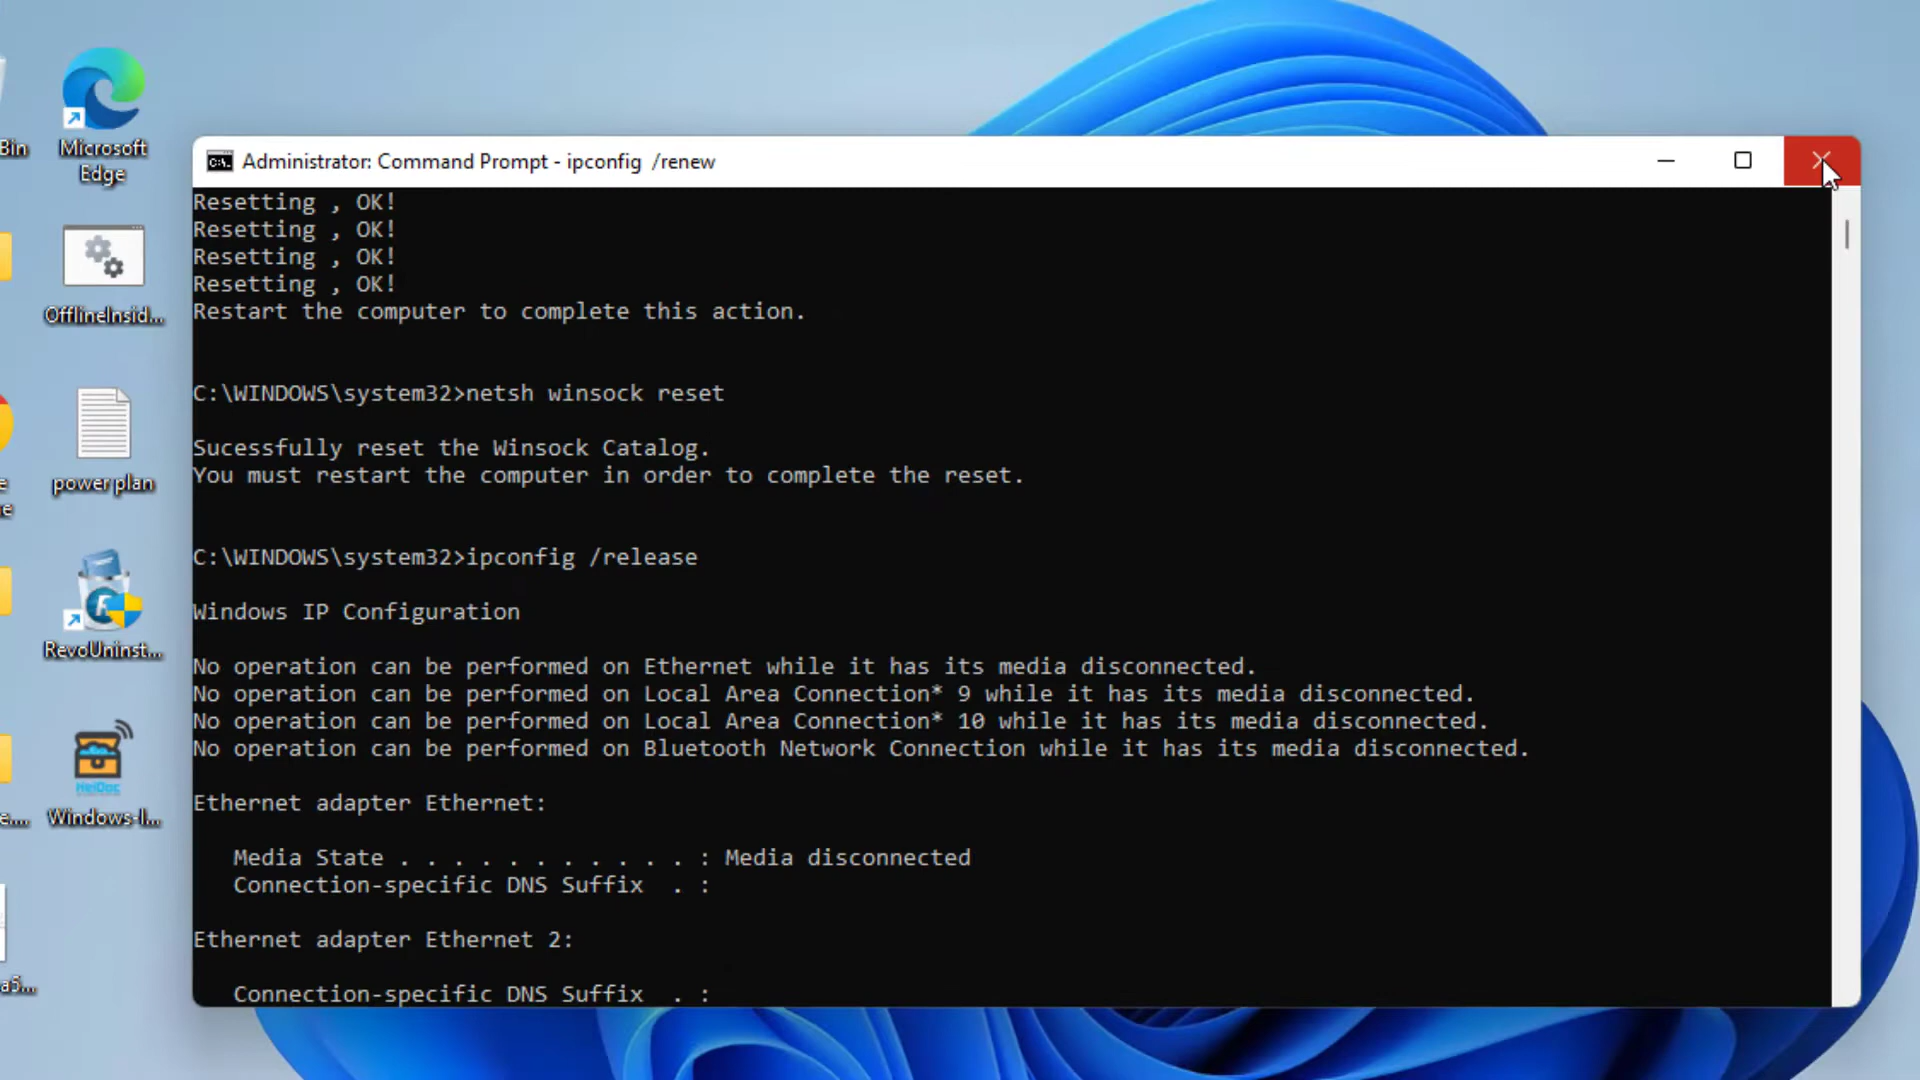 Bin
Microsoft
Edge
OfflineInsid...
power plan
RevoUninst...
HeiDoc
Windows-I...
e
e
e....
a5...
Administrator: Command Prompt - ipconfig /renew
Resetting , OK!
Resetting , OK!
Resetting , OK!
Resetting , OK!
Restart the computer to complete this action.
C:\WINDOWS\system32>netsh winsock reset
Sucessfully reset the Winsock Catalog.
You must restart the computer in order to complete the reset.
C:\WINDOWS\system32>ipconfig /release
Windows IP Configuration
No operation can be performed on Ethernet while it has its media disconnected.
No operation can be performed on Local Area Connection* 9 while it has its media disconnected.
No operation can be performed on Local Area Connection* 10 while it has its media disconnected.
No operation can be performed on Bluetooth Network Connection while it has its media disconnected.
Ethernet adapter Ethernet:
Media State . . . . . . . . . . . : Media disconnected
Connection-specific DNS Suffix . :
Ethernet adapter Ethernet 2:
Connection-specific DNS Suffix . :